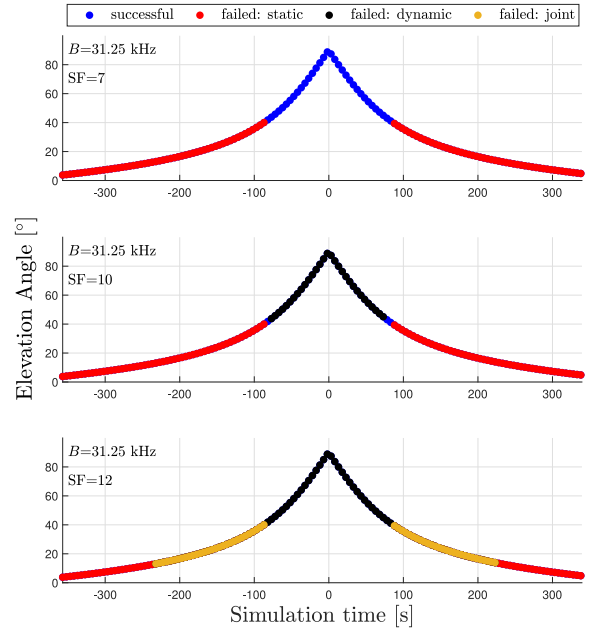 successful failed: static failed: dynamic failed: joint
B=31.25 kHz
SF=7
80
60
40
20
0
-300 -200 -100 0 100 200 300
B=31.25 kHz
SF=10
80
60
40
20
0
-300 -200 -100 0 100 200 300
Elevation Angle [°]
B=31.25 kHz
SF=12
80
60
40
20
0
-300 -200 -100 0 100 200 300
Simulation time [s]